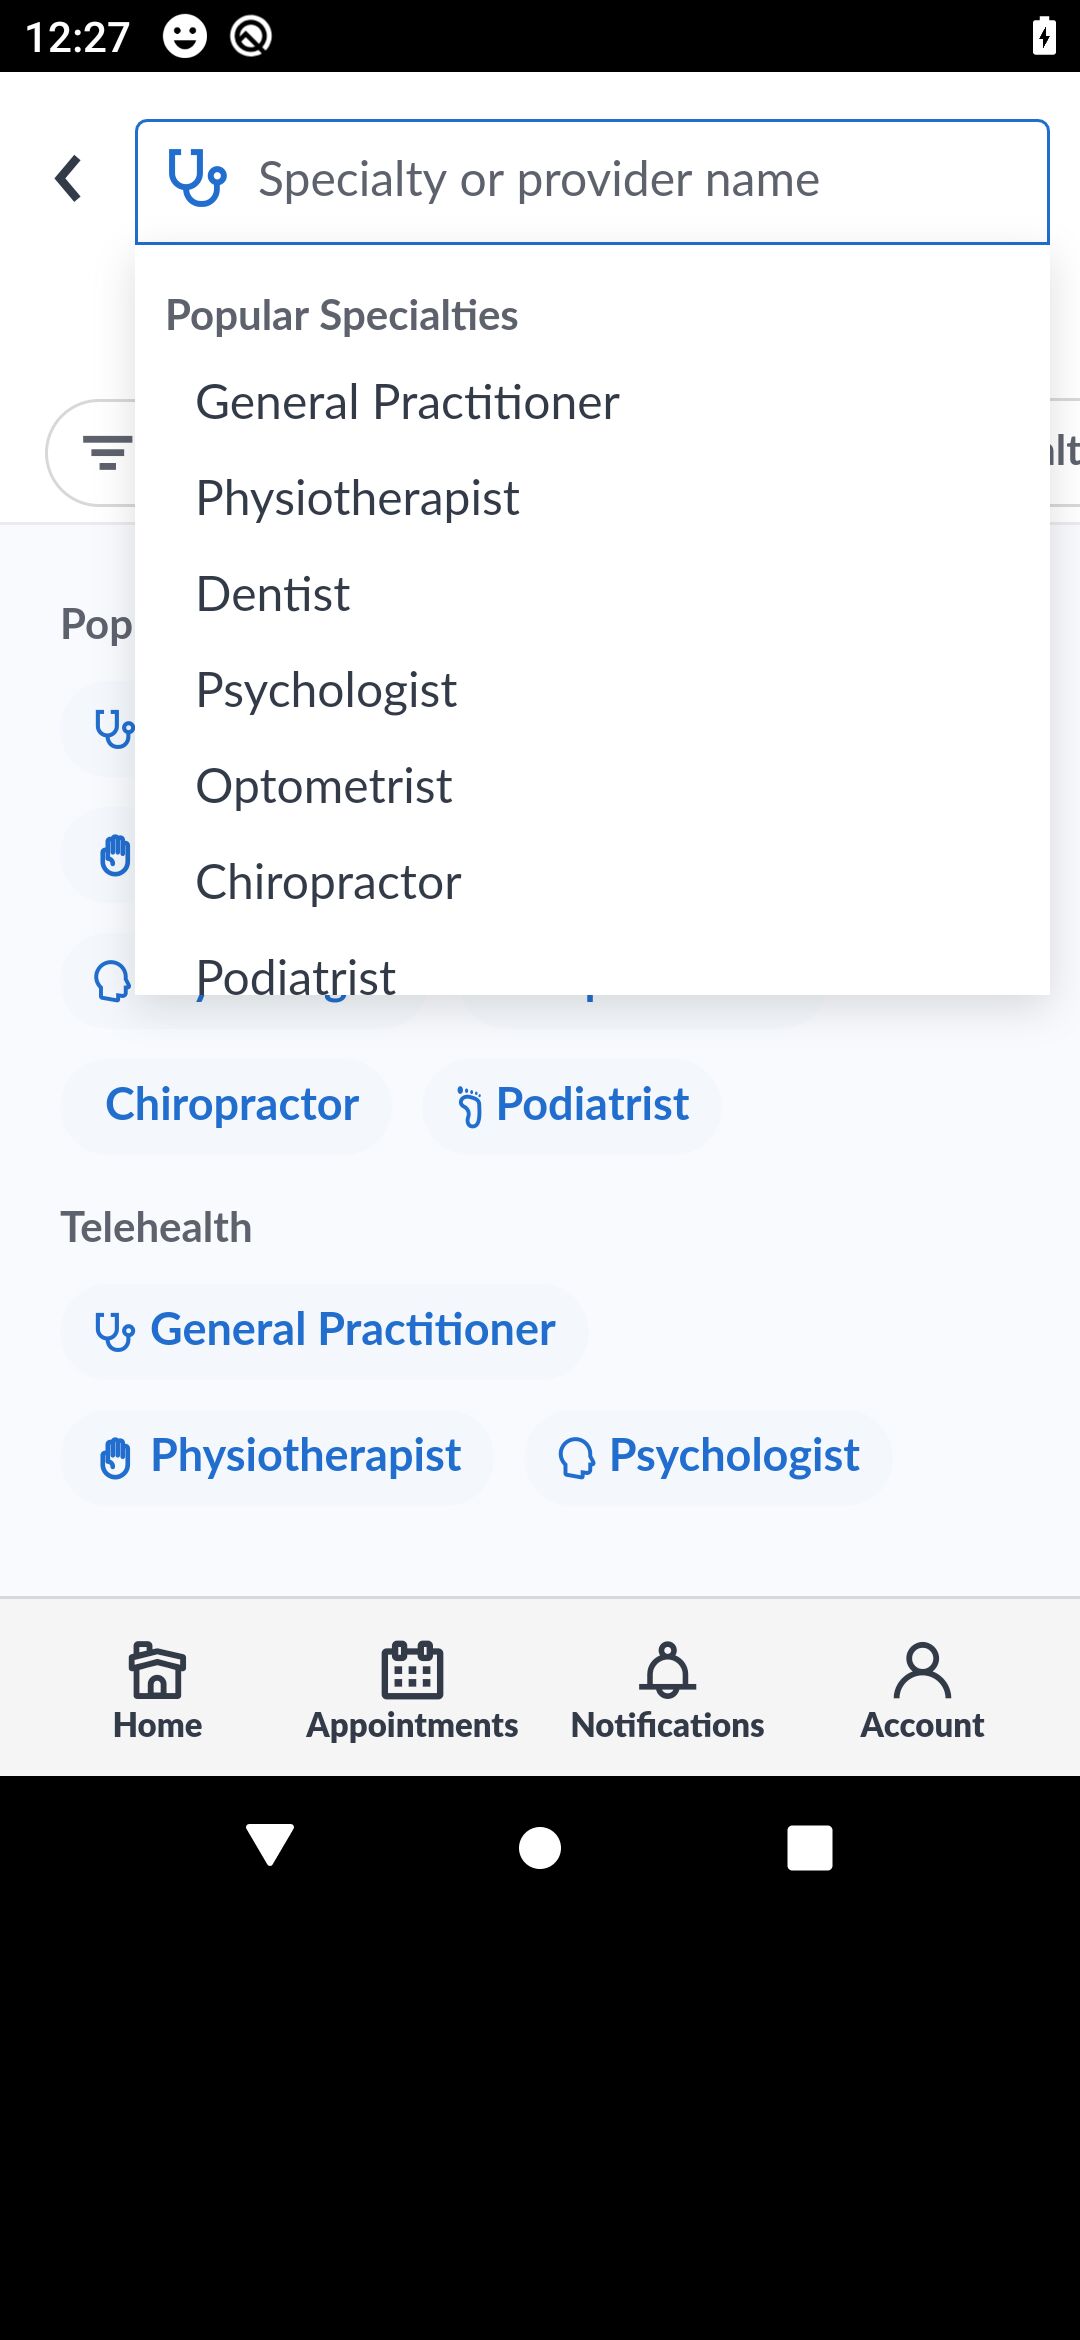 12:27
Specialty or provider name
Popular Specialties
General Practitioner
Physiotherapist
Dentist
Psychologist
Optometrist
Chiropractor
Podiatrist
Pop
Chiropractor
Podiatrist
Telehealth
General Practitioner
Physiotherapist
Psychologist
Home
Appointments
Notifications
Account